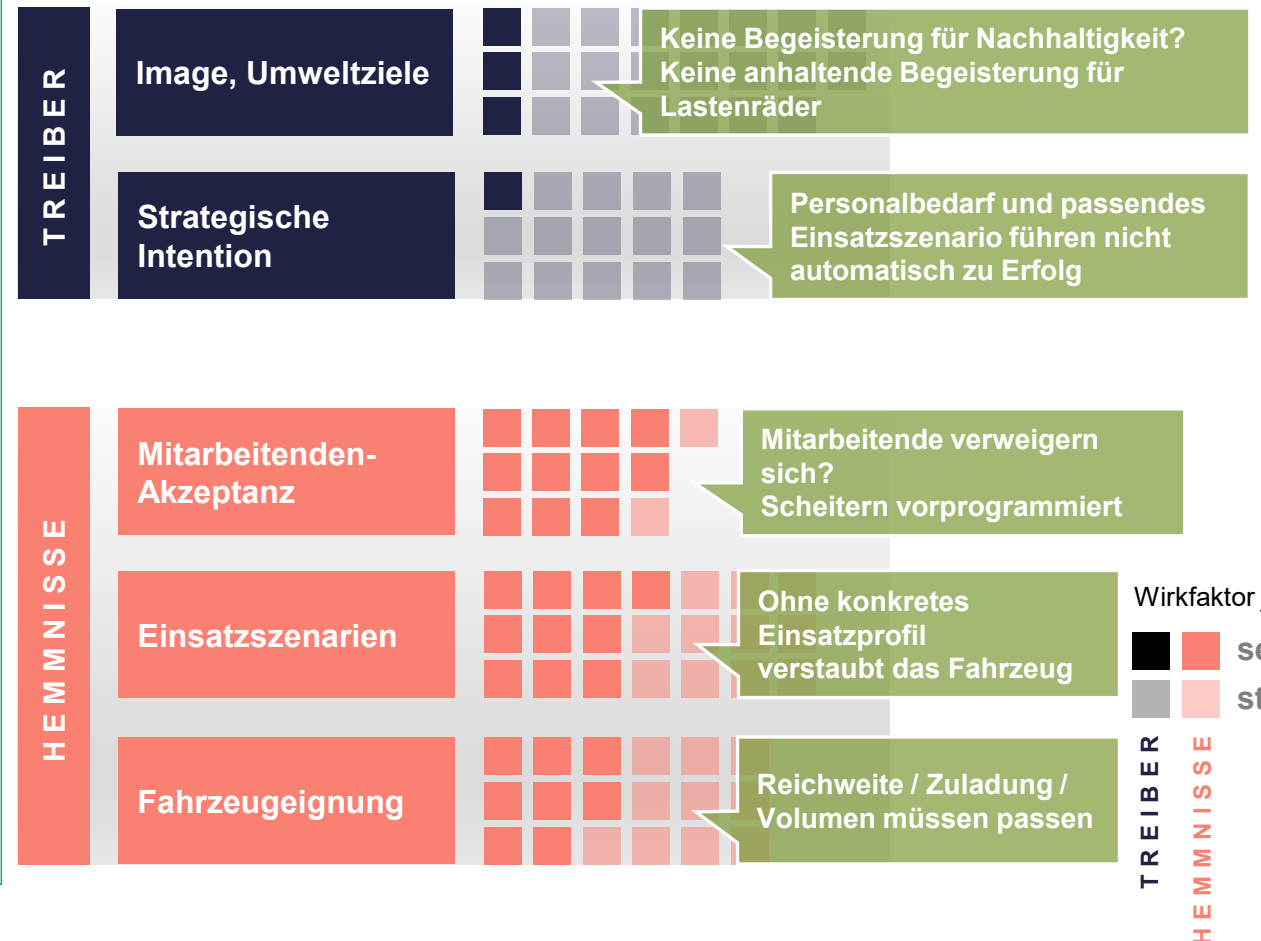 TREIBER
Image, Umweltziele
Keine Begeisterung für Nachhaltigkeit?
Keine anhaltende Begeisterung für
Lastenräder
Strategische
Intention
Personalbedarf und passendes
Einsatzszenario führen nicht
automatisch zu Erfolg
HEMMNISSE
Mitarbeitenden-
Akzeptanz
Mitarbeitende verweigern
sich?
Scheitern vorprogrammiert
Einsatzszenarien
Ohne konkretes
Einsatzprofil
verstaubt das Fahrzeug
Fahrzeugeignung
Reichweite / Zuladung /
Volumen müssen passen
Wirkfaktor
se
st
TREIBER
HEMMNISSE